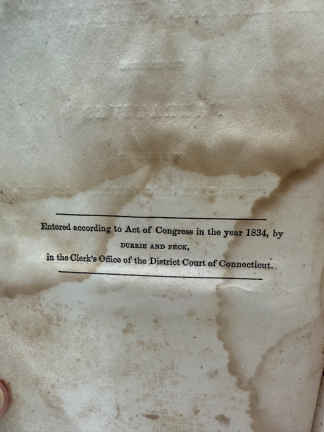 Entered according to Act of Congress in the year 1834, by
DURRIE AND PECK,
in the Clerk's Office of the District Court of Connecticut.